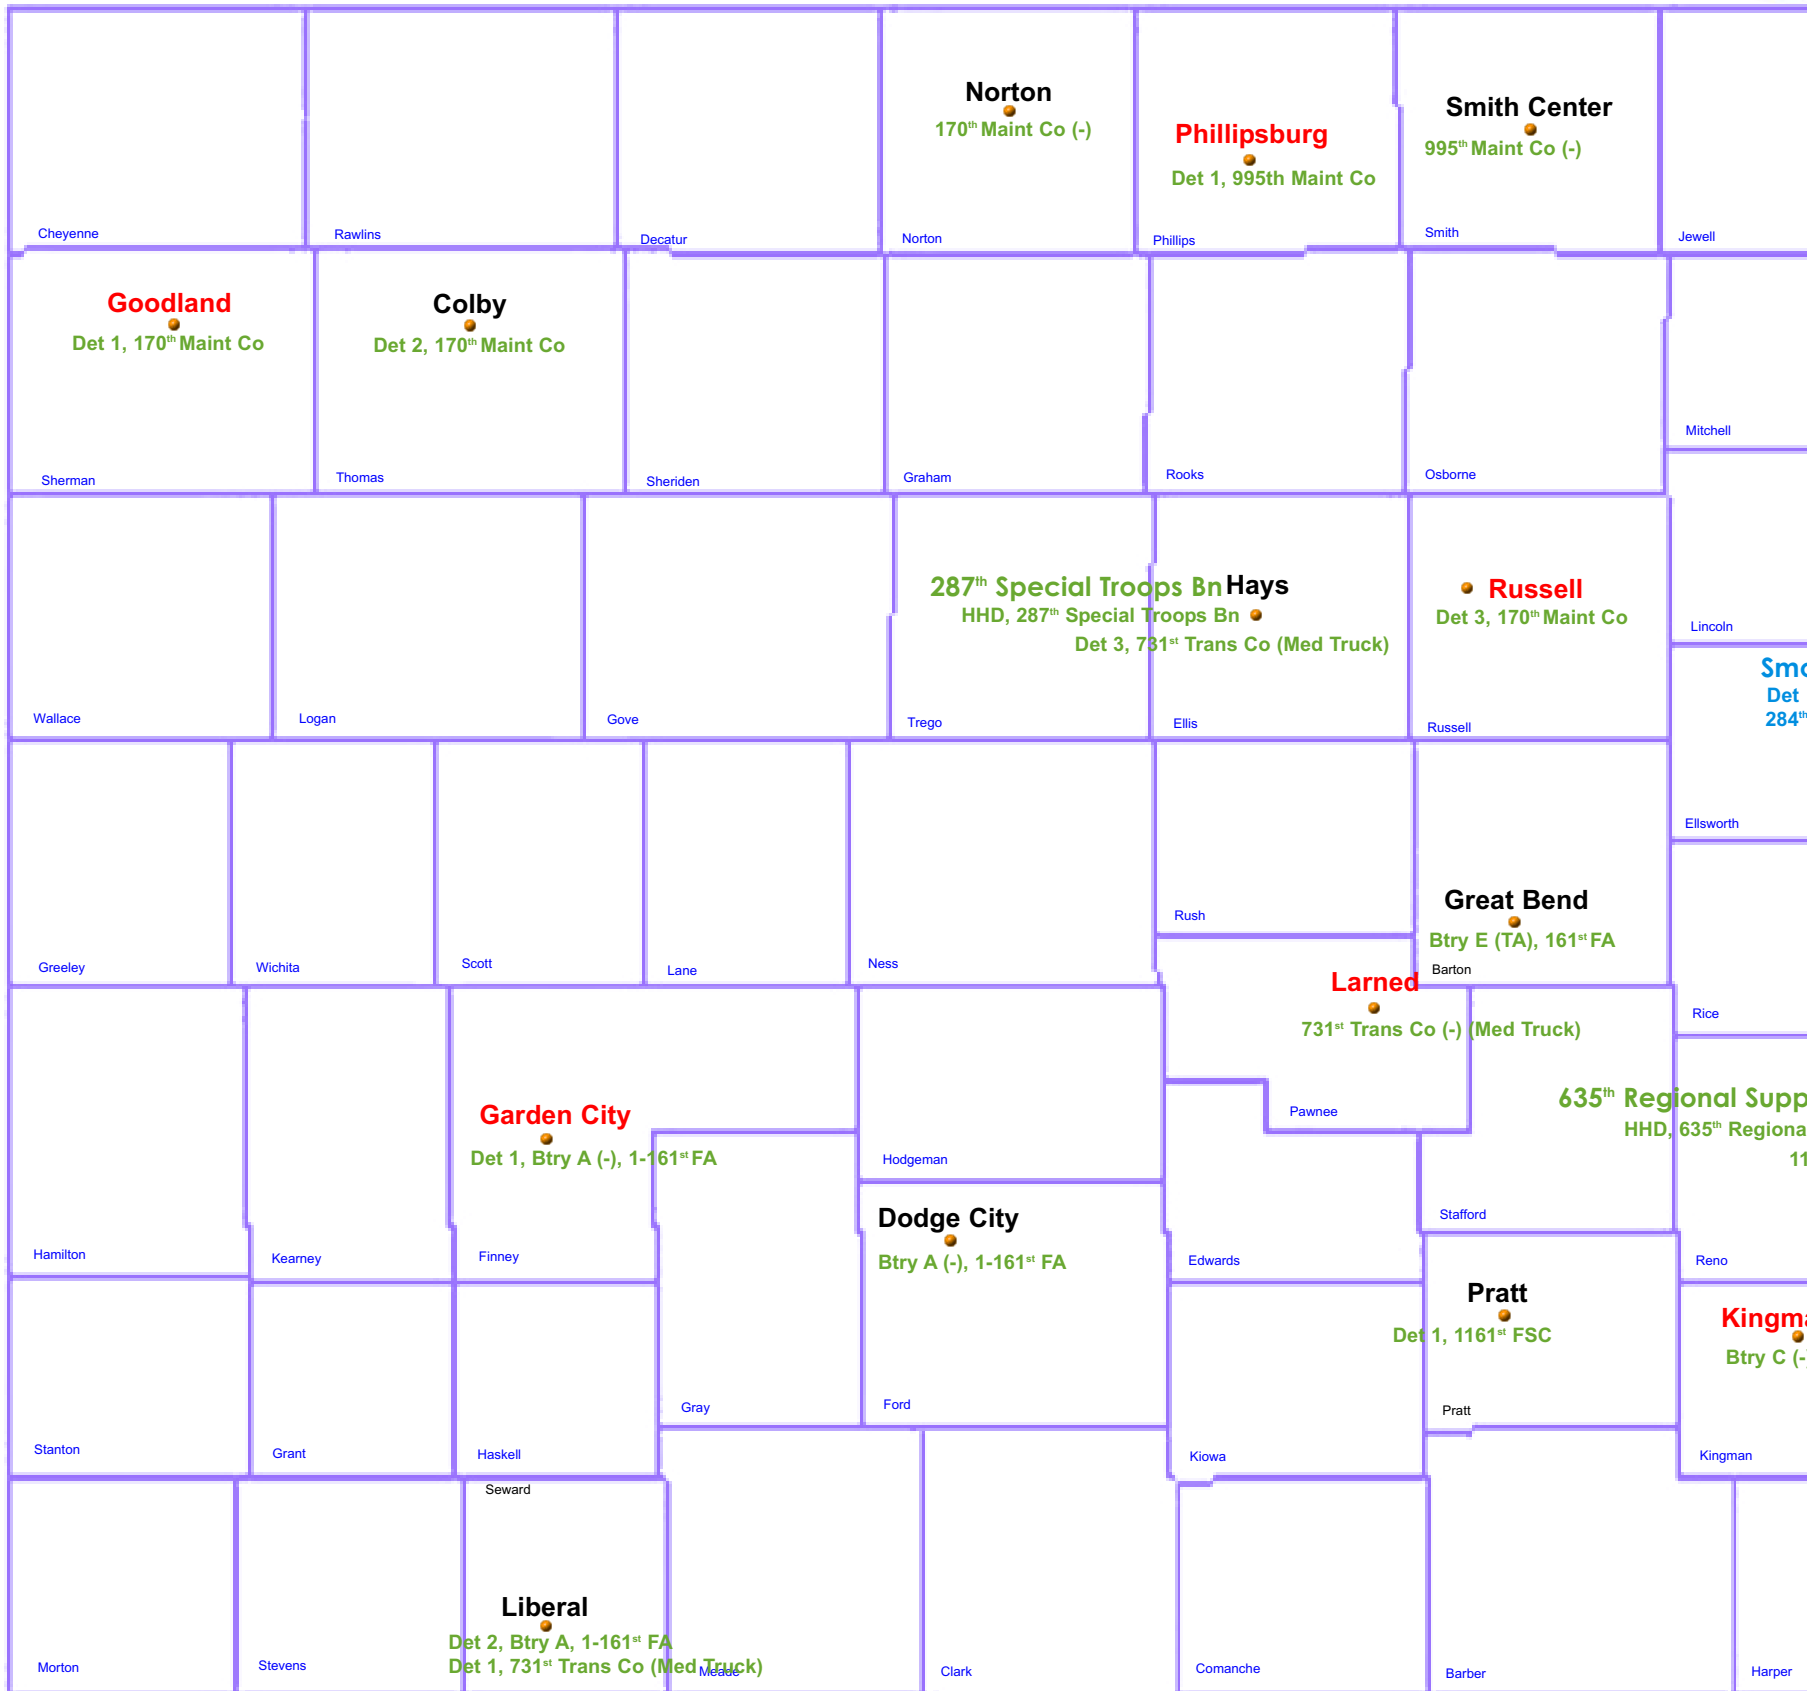 Norton
170th Maint Co (-)
Phillipsburg
Det 1, 995th Maint Co
Smith Center
995th Maint Co (-)
Cheyenne
Rawlins
Decatur
Norton
Phillips
Smith
Jewell
Goodland
Det 1, 170th Maint Co
Colby
Det 2, 170th Maint Co
Mitchell
Sherman
Thomas
Sheriden
Graham
Rooks
Osborne
287th Special Troops Bn
Hays
HHD, 287th Special Troops Bn
Det 3, 731st Trans Co (Med Truck)
Russell
Det 3, 170th Maint Co
Lincoln
Smo
Det
284th
Wallace
Logan
Gove
Trego
Ellis
Russell
Ellsworth
Great Bend
Btry E (TA), 161st FA
Barton
Rush
Greeley
Wichita
Scott
Lane
Ness
Larned
731st Trans Co (-) (Med Truck)
Rice
635th Regional Supp
HHD, 635th Regiona
11
Garden City
Det 1, Btry A (-), 1-161st FA
Pawnee
Hodgeman
Dodge City
Btry A (-), 1-161st FA
Stafford
Hamilton
Kearney
Finney
Edwards
Reno
Pratt
Det 1, 1161st FSC
Kingma
Btry C (-
Gray
Ford
Pratt
Stanton
Grant
Haskell
Kiowa
Kingman
Seward
Liberal
Det 2, Btry A, 1-161st FA
Det 1, 731st Trans Co (Med Truck)
Morton
Stevens
Meade
Clark
Comanche
Barber
Harper